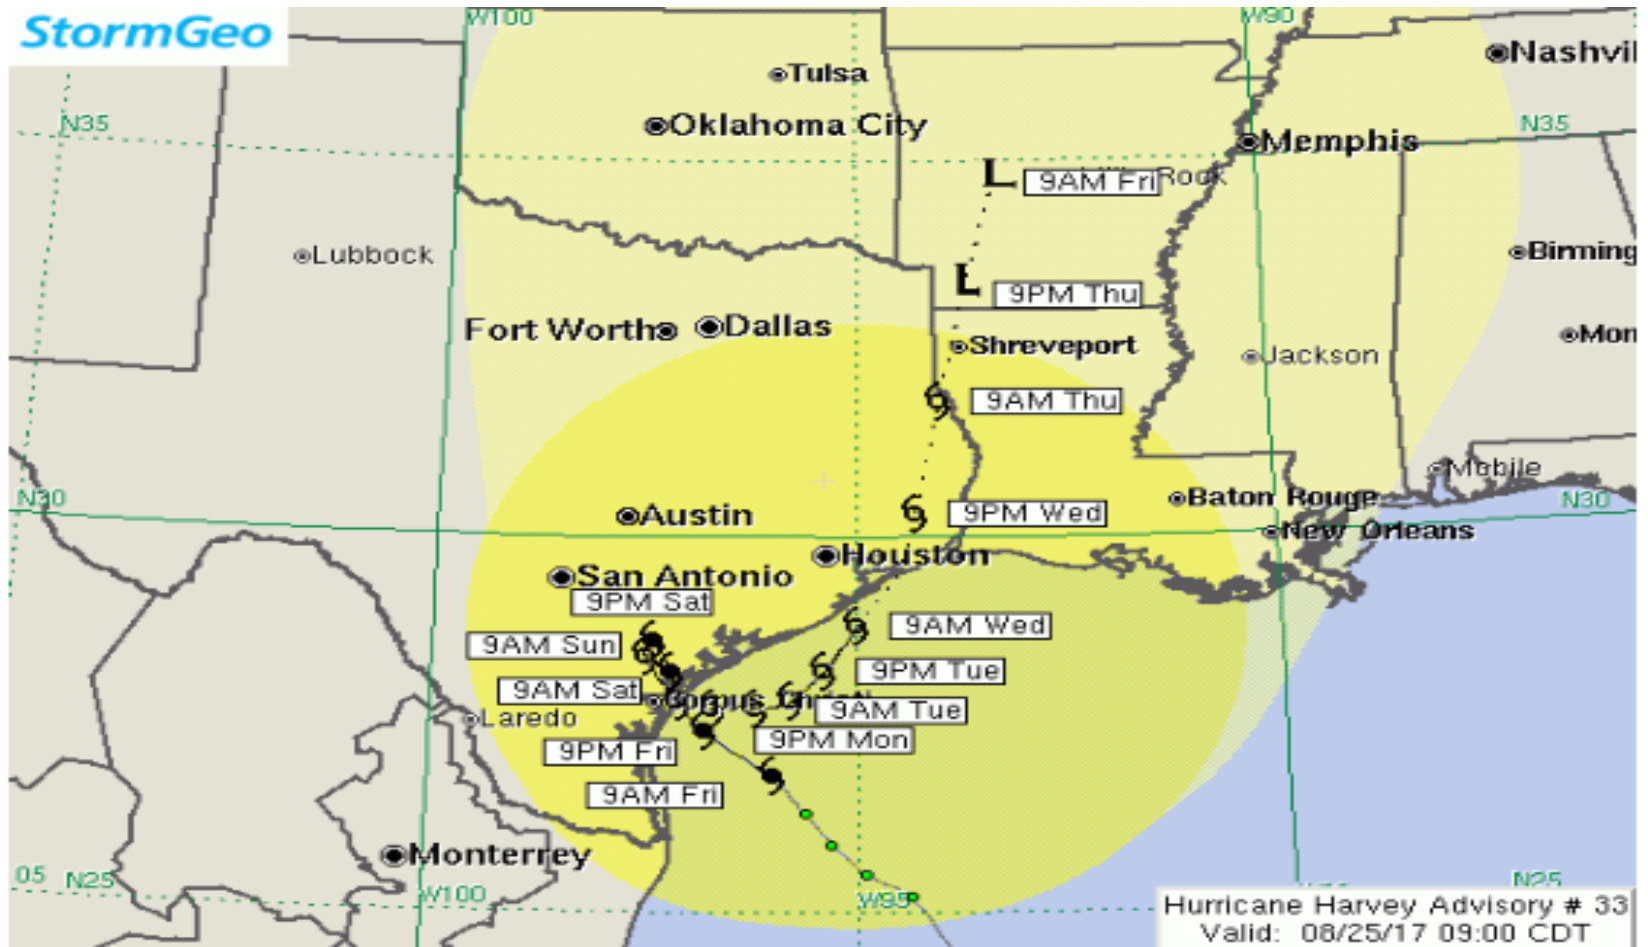 StormGeo
W100
W90
Nashvil
Tulsa
N35
Oklahoma City
N35
Memphis
L
9AM Fri
Rock
Lubbock
Birming
L
9PM Thu
Fort Worth
Dallas
Mon
Shreveport
Jackson
9AM Thu
Mobile
N30
Baton Rouge
N30
Austin
9PM Wed
New Orleans
Houston
San Antonio
9PM Sat
9AM Wed
9AM Sun
9PM Tue
9AM Sat
Corpus Christi
Laredo
9AM Tue
9PM Mon
9PM Fri
9AM Fri
Monterrey
05
N25
W100
W95
N25
Hurricane Harvey Advisory # 33
Valid: 08/25/17 09:00 CDT